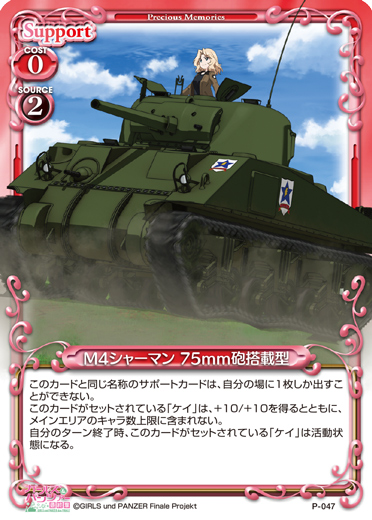 Precious Memories
Support
COST
0
SOURCE
2
M4シャーマン 75mm砲搭載型
このカードと同じ名称のサポートカードは、自分の場に1枚しか出すこ
とができない。
このカードがセットされている「ケイ」は、+10/+10を得るとともに、
メインエリアのキャラ数上限に含まれない。
自分のターン終了時、このカードがセットされている「ケイ」は活動状
態になる。
©GIRLS und PANZER Finale Projekt
P-047